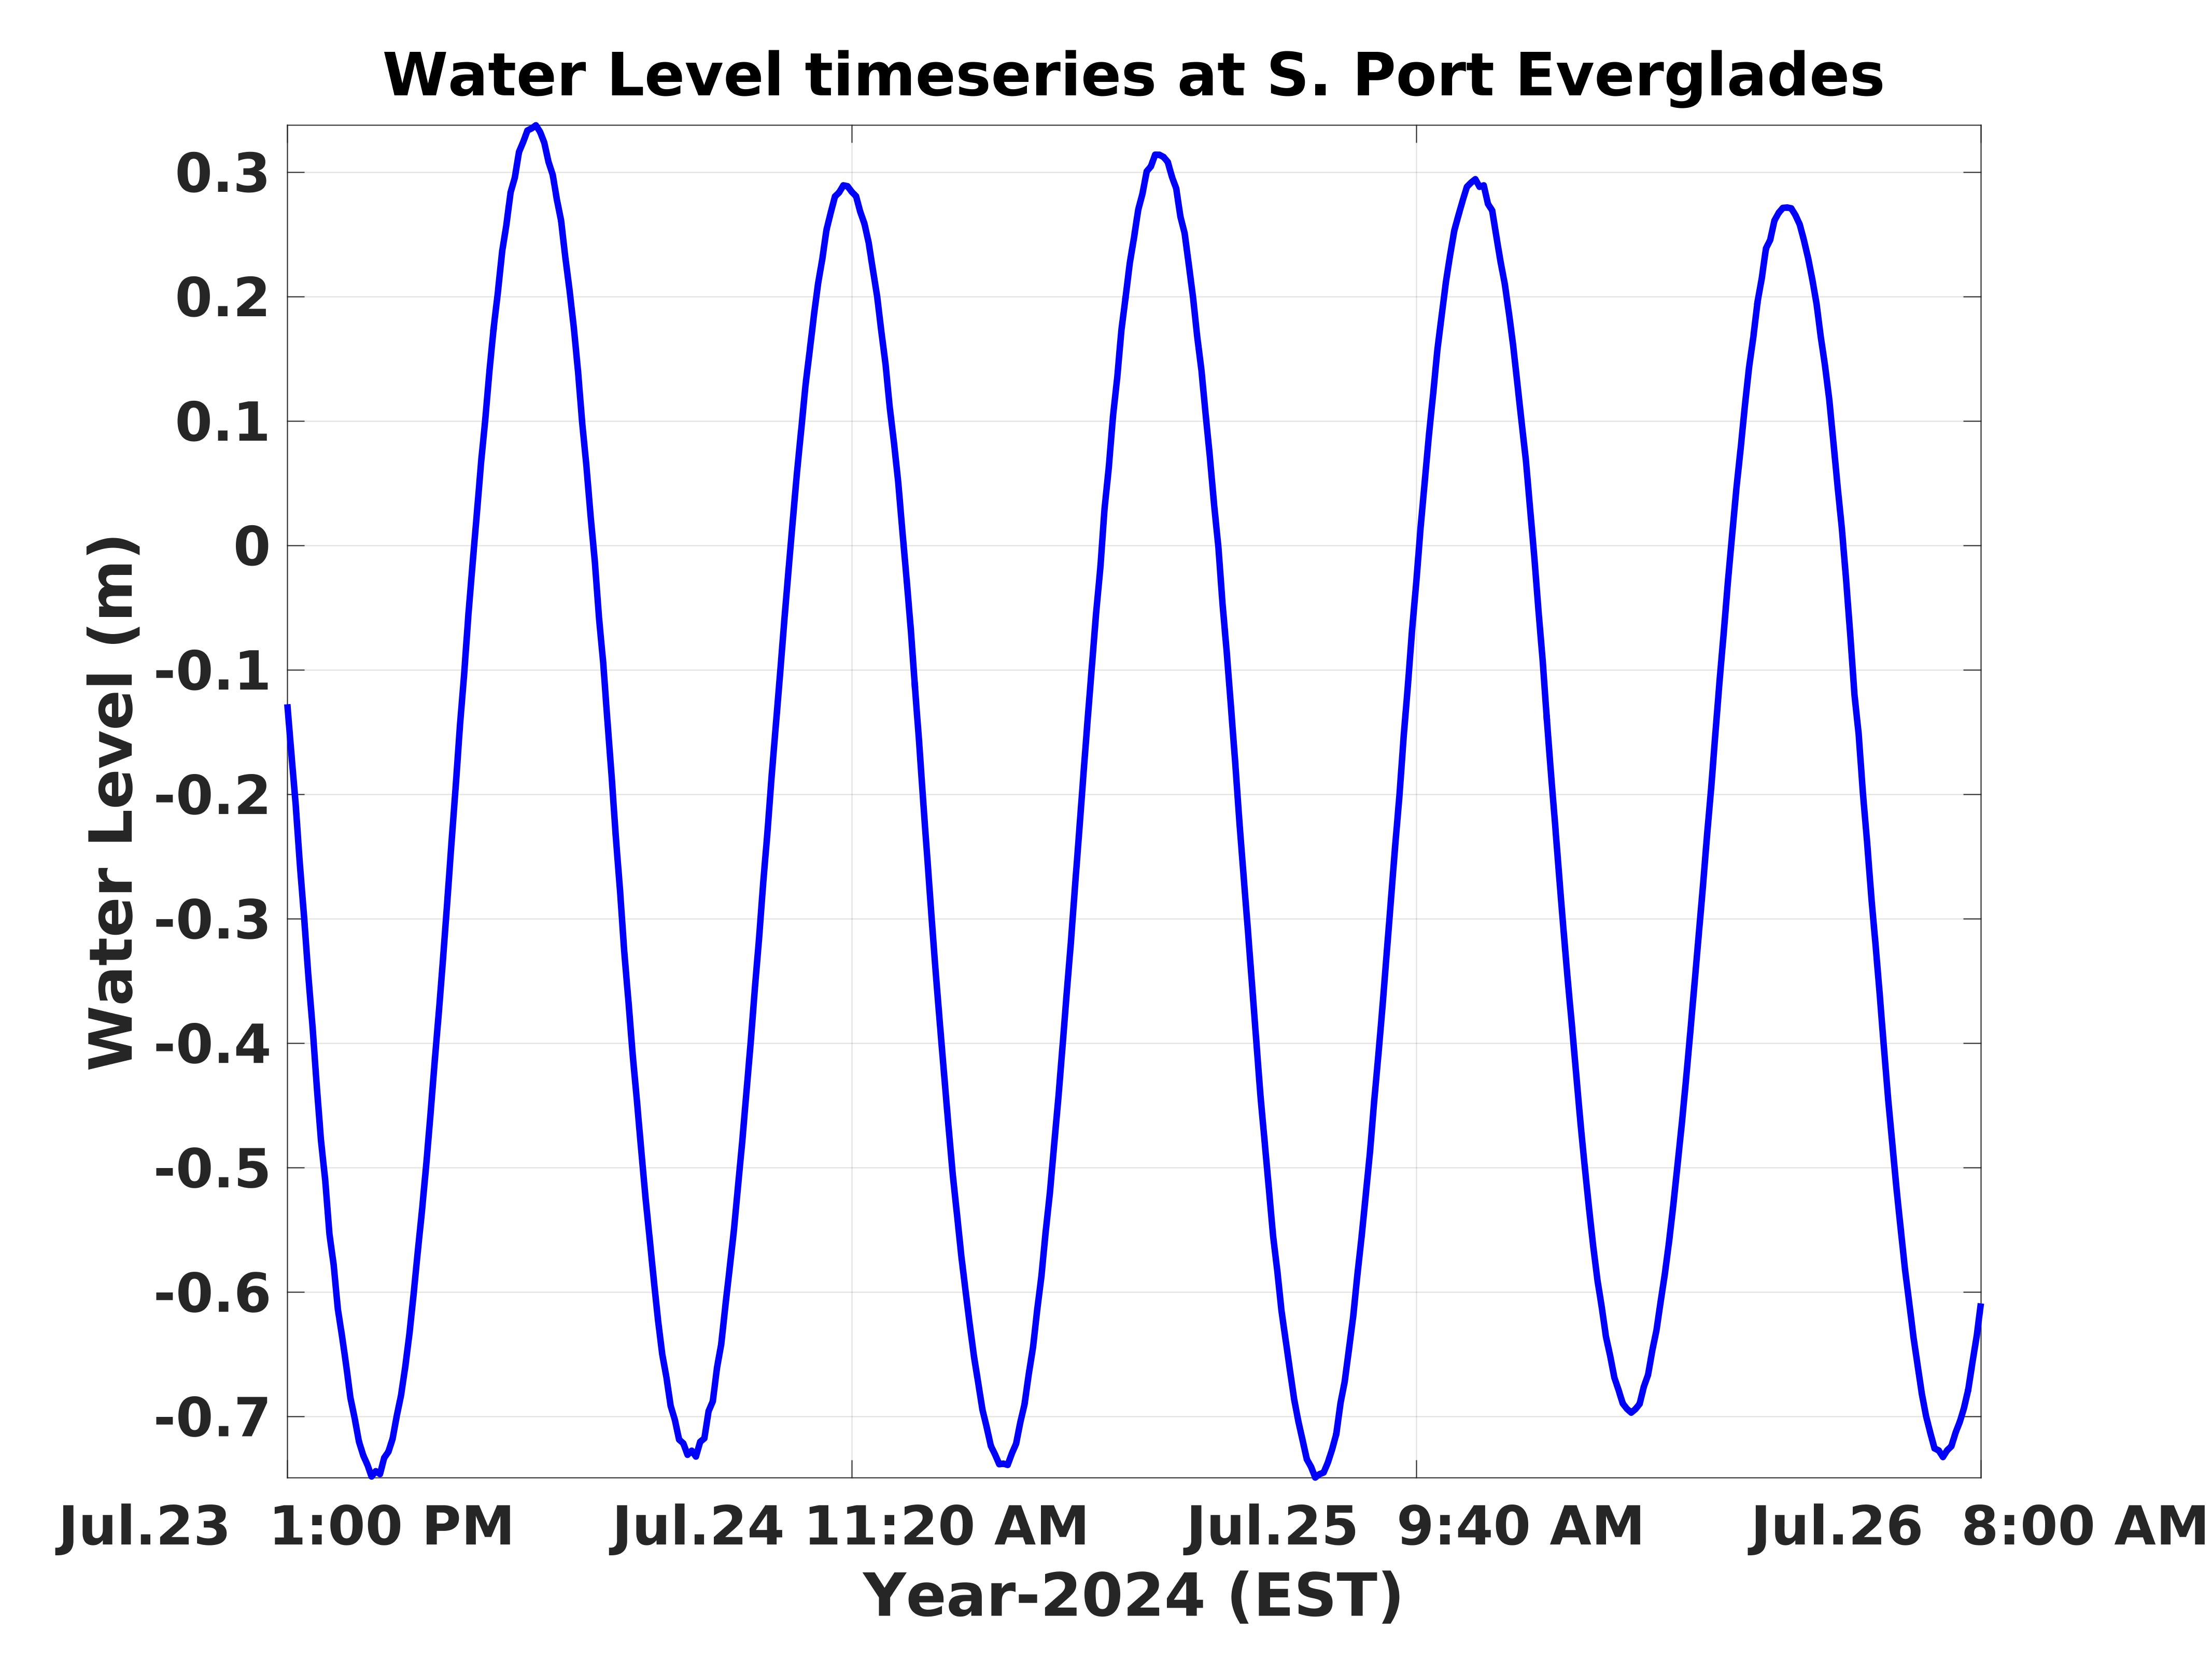 Water Level timeseries at S. Port Everglades
Water Level (m)
0.3
0.2
0.1
0
-0.1
-0.2
-0.3
-0.4
-0.5
-0.6
-0.7
Jul.23 1:00 PM Jul.24 11:20 AM Jul.25 9:40 AM Jul.26 8:00 AM
Year-2024 (EST)